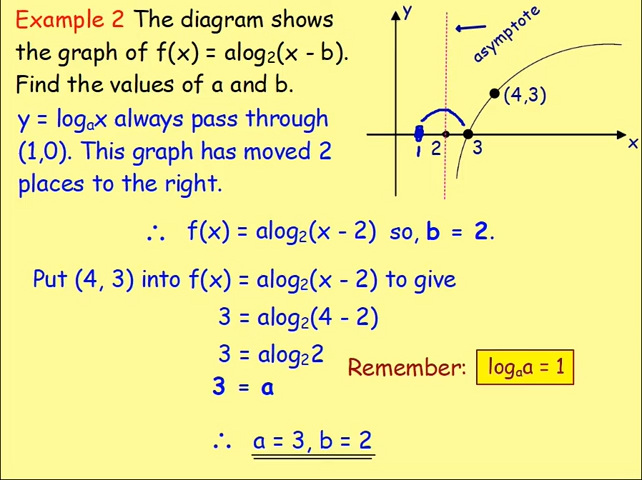 Example 2 The diagram shows
the graph of f(x) = alog₂(x - b).
Find the values of a and b.
y = logₐx always pass through
(1,0). This graph has moved 2
places to the right.
y
asymptote
(4,3)
1
2
3
x
∴ f(x) = alog₂(x - 2) so, b = 2.
Put (4, 3) into f(x) = alog₂(x - 2) to give
3 = alog₂(4 - 2)
3 = alog₂2
3 = a
Remember: logₐa = 1
∴ a = 3, b = 2